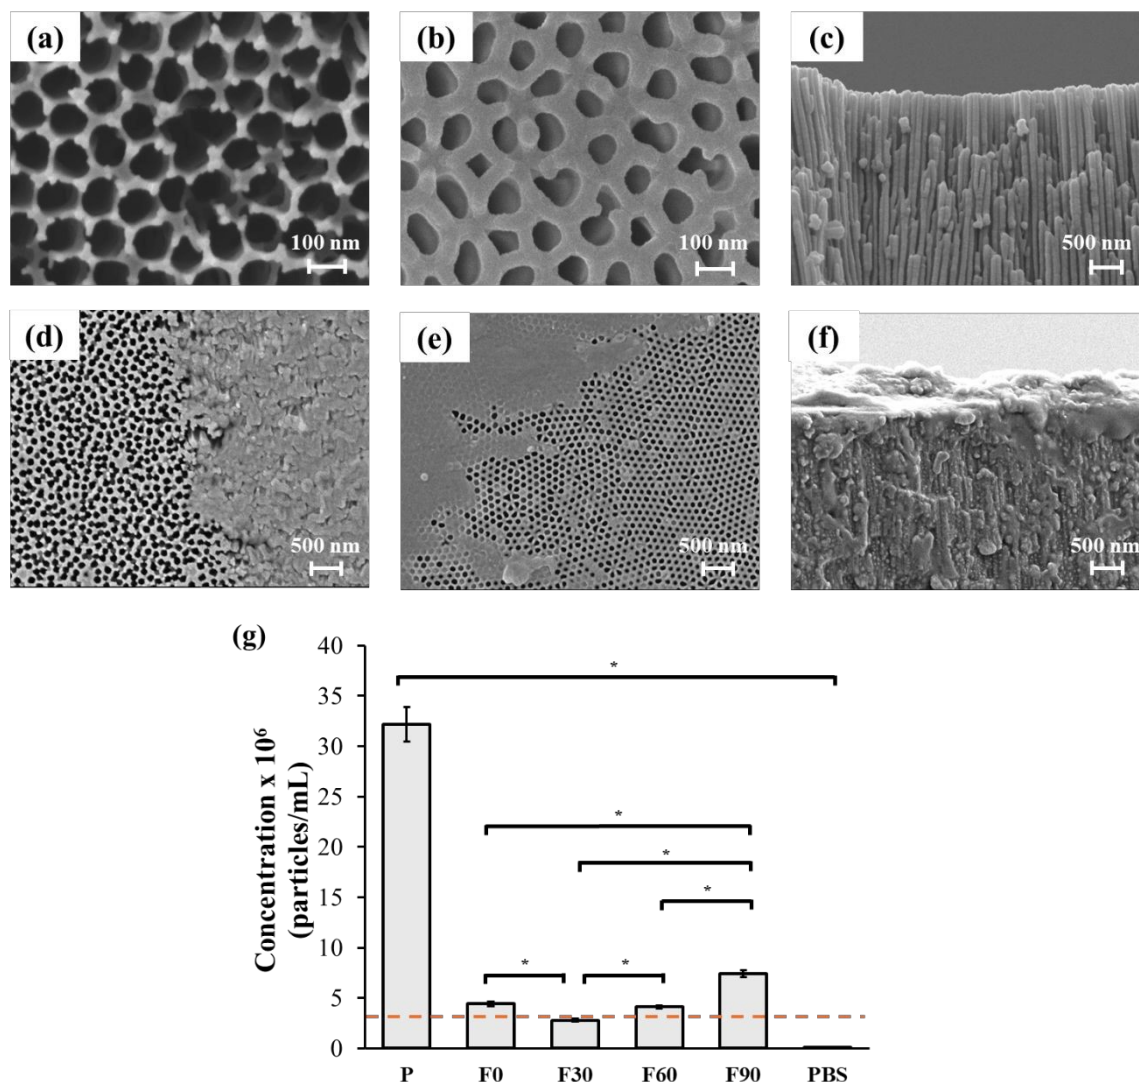 (a)
100 nm
(b)
100 nm
(c)
500 nm
(d)
500 nm
(e)
500 nm
(f)
500 nm
(g)
Concentration x 10⁶
(particles/mL)
40
35
30
25
20
15
10
5
0
*
*
*
*
*
*
P F0 F30 F60 F90 PBS